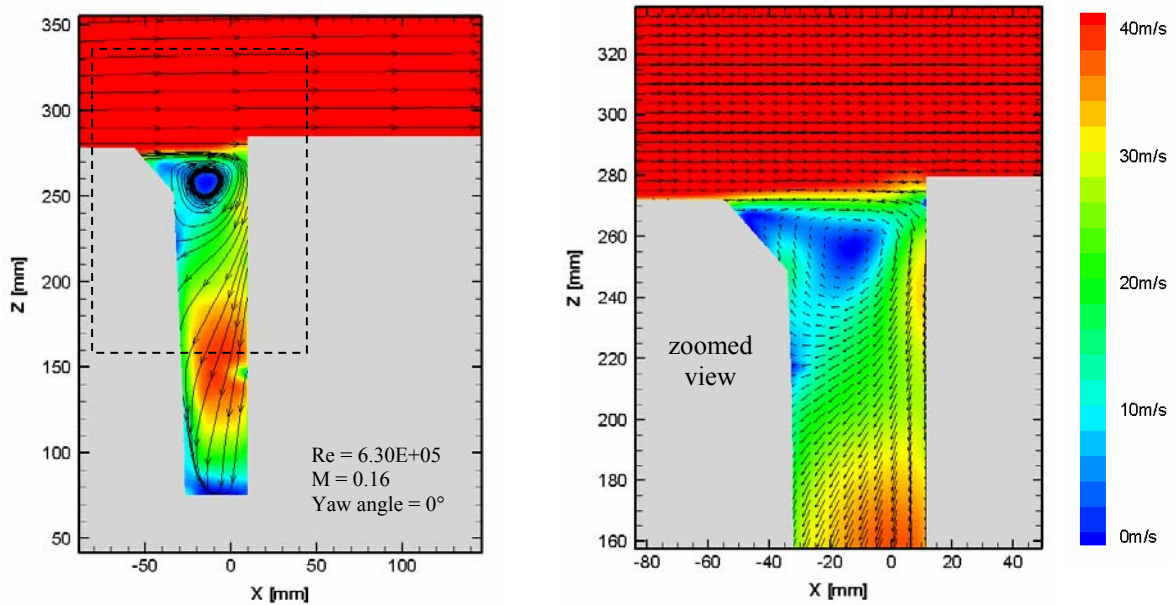 350
300
250
200
150
100
50
Z [mm]
-50
0
50
100
X [mm]
Re = 6.30E+05
M = 0.16
Yaw angle = 0°
320
300
280
260
240
220
200
180
160
Z [mm]
-80
-60
-40
-20
0
20
40
X [mm]
zoomed
view
40m/s
30m/s
20m/s
10m/s
0m/s